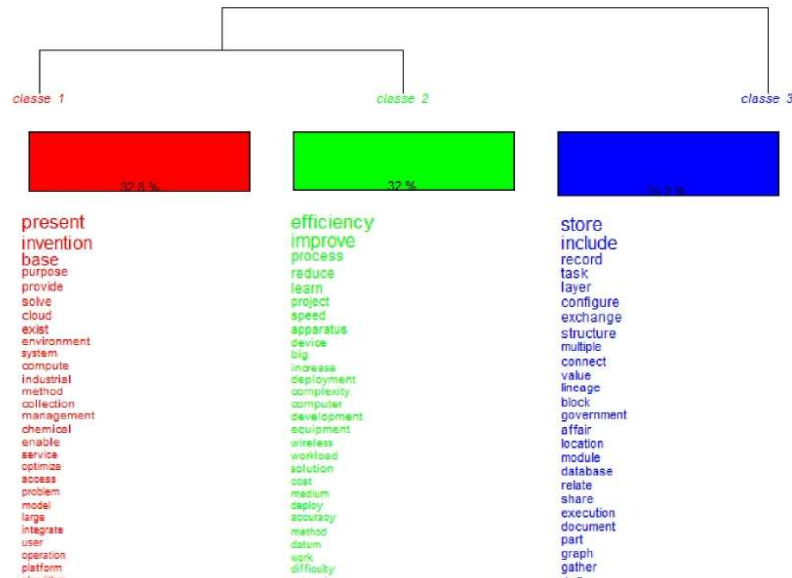 classe 1
classe 2
classe 3
32.8 %
32 %
35.2 %
present
invention
base
purpose
provide
solve
cloud
exist
environment
system
compute
industrial
method
collection
management
chemical
enable
service
optimize
access
problem
model
large
integrate
user
operation
platform
efficiency
improve
process
reduce
learn
project
speed
apparatus
device
big
increase
deployment
complexity
computer
development
equipment
wireless
workload
solution
cost
medium
deploy
accuracy
method
datum
work
difficulty
store
include
record
task
layer
configure
exchange
structure
multiple
connect
value
lineage
block
government
affair
location
module
database
relate
share
execution
document
part
graph
gather